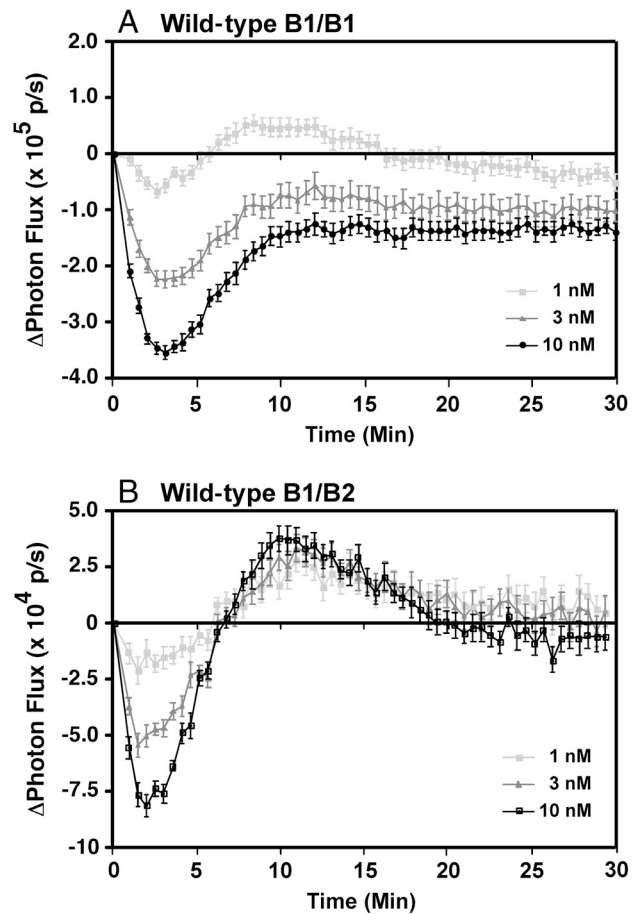 A Wild-type B1/B1
2.0
1.0
0
-1.0
-2.0
-3.0
-4.0
ΔPhoton Flux (x 10⁵ p/s)
1 nM
3 nM
10 nM
0 5 10 15 20 25 30
Time (Min)
B Wild-type B1/B2
5.0
2.5
0
-2.5
-5.0
-7.5
-10
ΔPhoton Flux (x 10⁴ p/s)
1 nM
3 nM
10 nM
0 5 10 15 20 25 30
Time (Min)